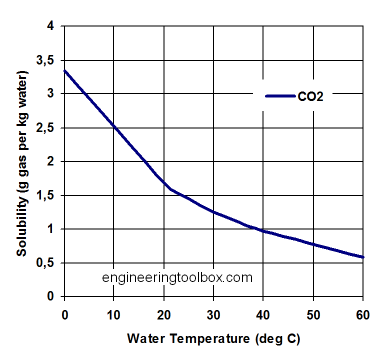 4
3,5
3
2,5
2
1,5
1
0,5
0
0 10 20 30 40 50 60
Solubility (g gas per kg water)
Water Temperature (deg C)
CO2
engineeringtoolbox.com